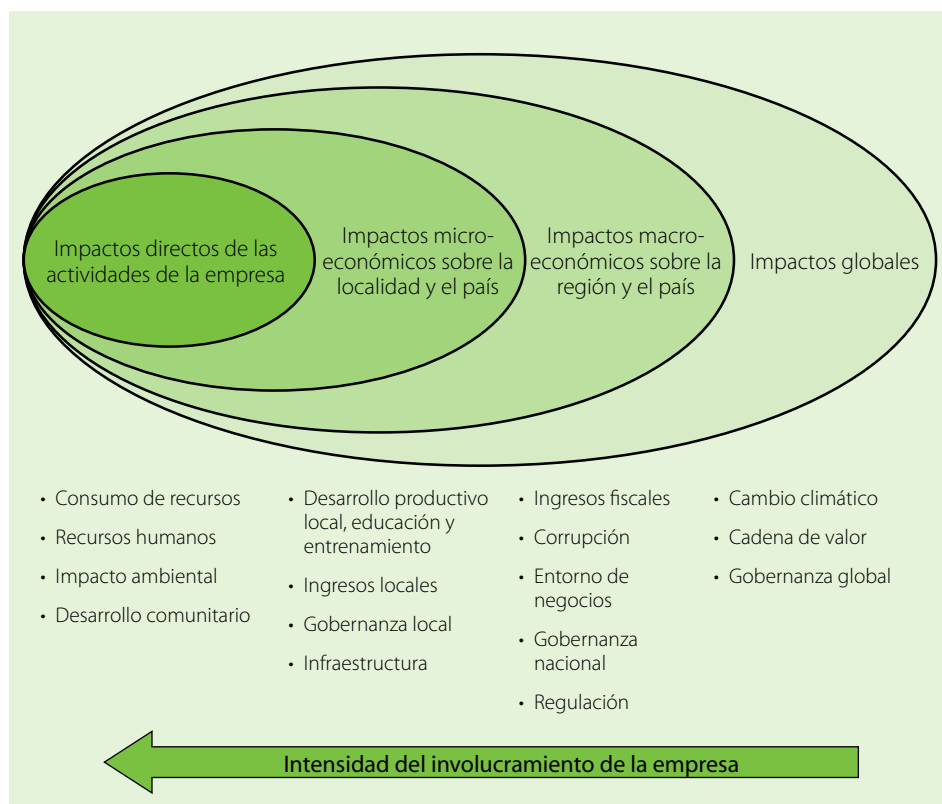 Impactos directos de las
actividades de la empresa
Impactos micro-
económicos sobre la
localidad y el país
Impactos macro-
económicos sobre la
región y el país
Impactos globales
• Consumo de recursos
• Recursos humanos
• Impacto ambiental
• Desarrollo comunitario
• Desarrollo productivo
local, educación y
entrenamiento
• Ingresos locales
• Gobernanza local
• Infraestructura
• Ingresos fiscales
• Corrupción
• Entorno de
negocios
• Gobernanza
nacional
• Regulación
• Cambio climático
• Cadena de valor
• Gobernanza global
Intensidad del involucramiento de la empresa